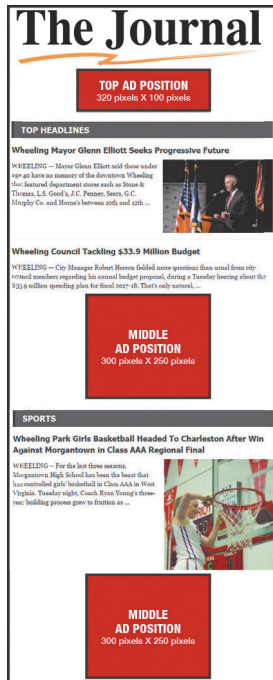 The Journal
TOP AD POSITION
320 pixels X 100 pixels
TOP HEADLINES
Wheeling Mayor Glenn Elliott Seeks Progressive Future
WHEELING — Mayor Glenn Elliott said those under
age 40 have no memory of the downtown Wheeling
that featured department stores such as Stone &
Thomas, L.S. Good's, J.C. Penney, Sears, G.C.
Murphy Co. and Horne's between 10th and 12th ...
Wheeling Council Tackling $33.9 Million Budget
WHEELING — City Manager Robert Herron fielded more questions than usual from city
council members regarding his annual budget proposal, during a Tuesday hearing about the
$33.9 million spending plan for fiscal 2017-18. That's only natural, ...
MIDDLE
AD POSITION
300 pixels X 250 pixels
SPORTS
Wheeling Park Girls Basketball Headed To Charleston After Win
Against Morgantown in Class AAA Regional Final
WHEELING — For the last three seasons,
Morgantown High School has been the beast that
has controlled girls' basketball in Class AAA in West
Virginia. Tuesday night, Coach Ryan Young's three-
year building process grew to fruition as ...
MIDDLE
AD POSITION
300 pixels X 250 pixels